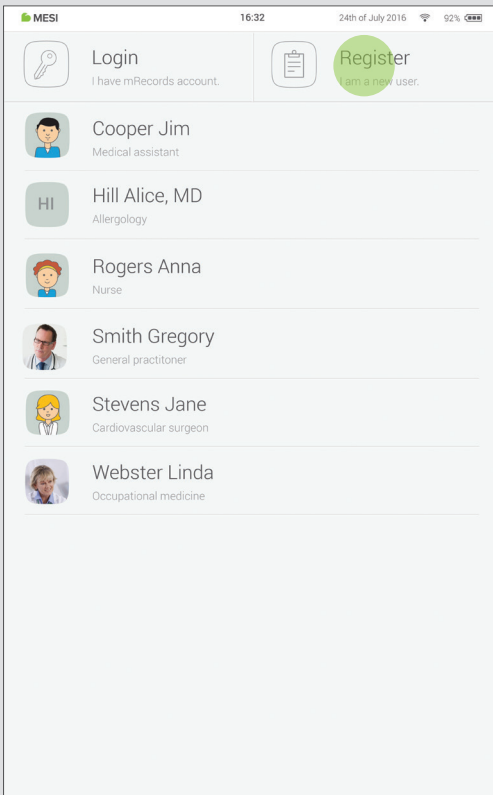 MESI 16:32 24th of July 2016 92%
Login
I have mRecords account.
Register
I am a new user.
Cooper Jim
Medical assistant
HI
Hill Alice, MD
Allergology
Rogers Anna
Nurse
Smith Gregory
General practitoner
Stevens Jane
Cardiovascular surgeon
Webster Linda
Occupational medicine